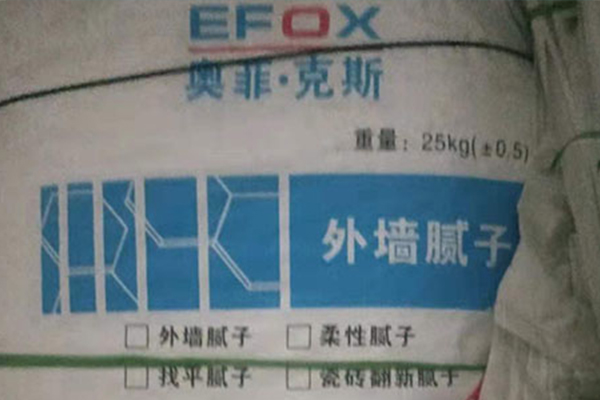 EFOX
奥菲·克斯
重量：25kg(±0.5)
外墙腻子
□ 外墙腻子 □ 柔性腻子
□ 找平腻子 □ 瓷砖翻新腻子